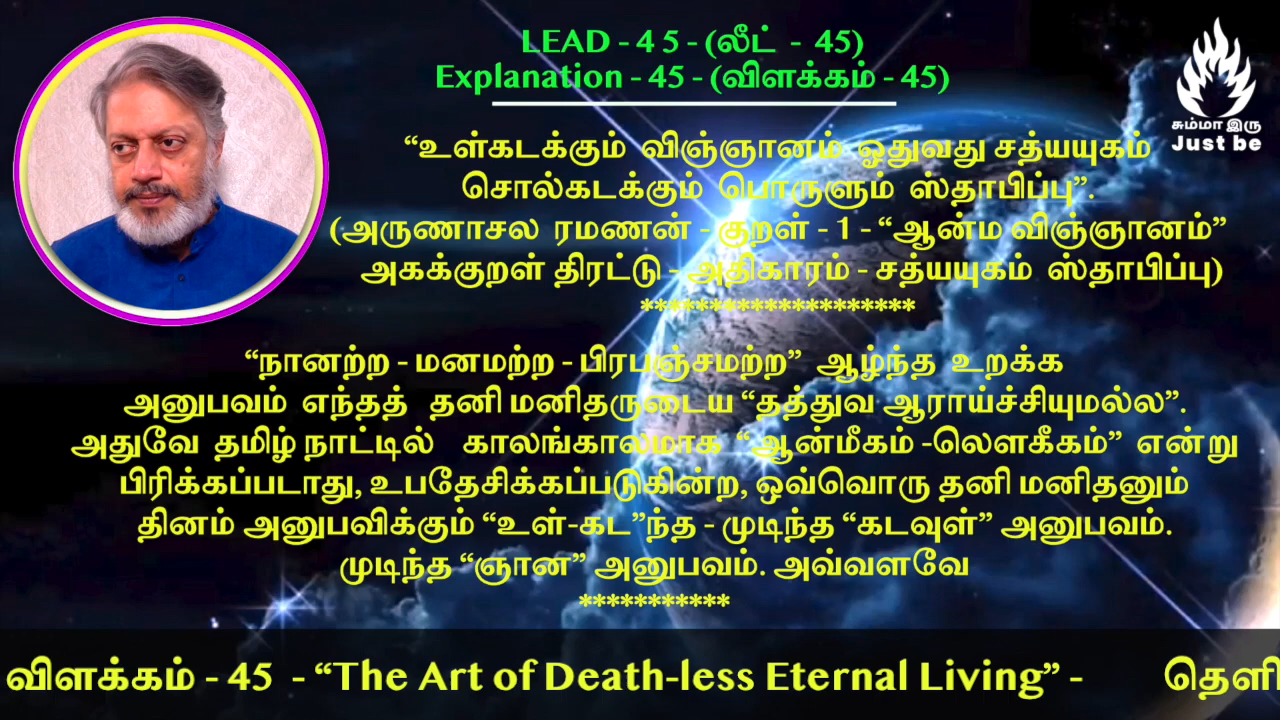 LEAD - 4 5 - (லீட் - 45)
Explanation - 45 - (விளக்கம் - 45)
சும்மா இரு
Just be
“உள்கடக்கும் விஞ்ஞானம் ஓதுவது சத்யயுகம்
சொல்கடக்கும் பொருளும் ஸ்தாபிப்பு”.
(அருணாசல ரமணன் - குறள் - 1 - “ஆன்ம விஞ்ஞானம்”
அகக்குறள் திரட்டு - அதிகாரம் - சத்யயுகம் ஸ்தாபிப்பு)
********************
“நானற்ற - மனமற்ற - பிரபஞ்சமற்ற” ஆழ்ந்த உறக்க
அனுபவம் எந்தத் தனி மனிதருடைய “தத்துவ ஆராய்ச்சியுமல்ல”.
அதுவே தமிழ் நாட்டில் காலங்காலமாக “ஆன்மீகம் -லௌகீகம்” என்று
பிரிக்கப்படாது, உபதேசிக்கப்படுகின்ற, ஒவ்வொரு தனி மனிதனும்
தினம் அனுபவிக்கும் “உள்-கட”ந்த - முடிந்த “கடவுள்” அனுபவம்.
முடிந்த “ஞான” அனுபவம். அவ்வளவே
***********
விளக்கம் - 45 - “The Art of Death-less Eternal Living” - தெளி